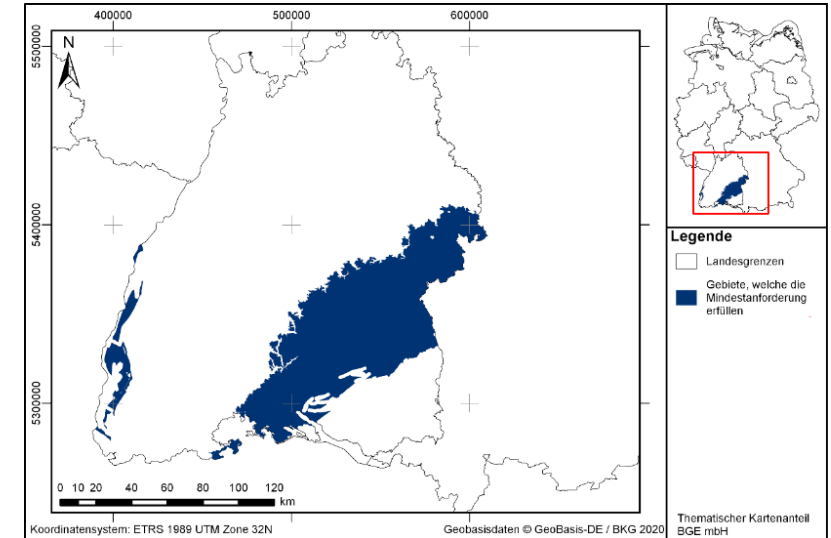 400000 500000 600000
N
5500000
5400000
5300000
0 10 20 40 60 80 100 120
km
Koordinatensystem: ETRS 1989 UTM Zone 32N
Geobasisdaten © GeoBasis-DE / BKG 2020
Legende
Landesgrenzen
Gebiete, welche die
Mindestanforderung
erfüllen
Thematischer Kartenanteil
BGE mbH